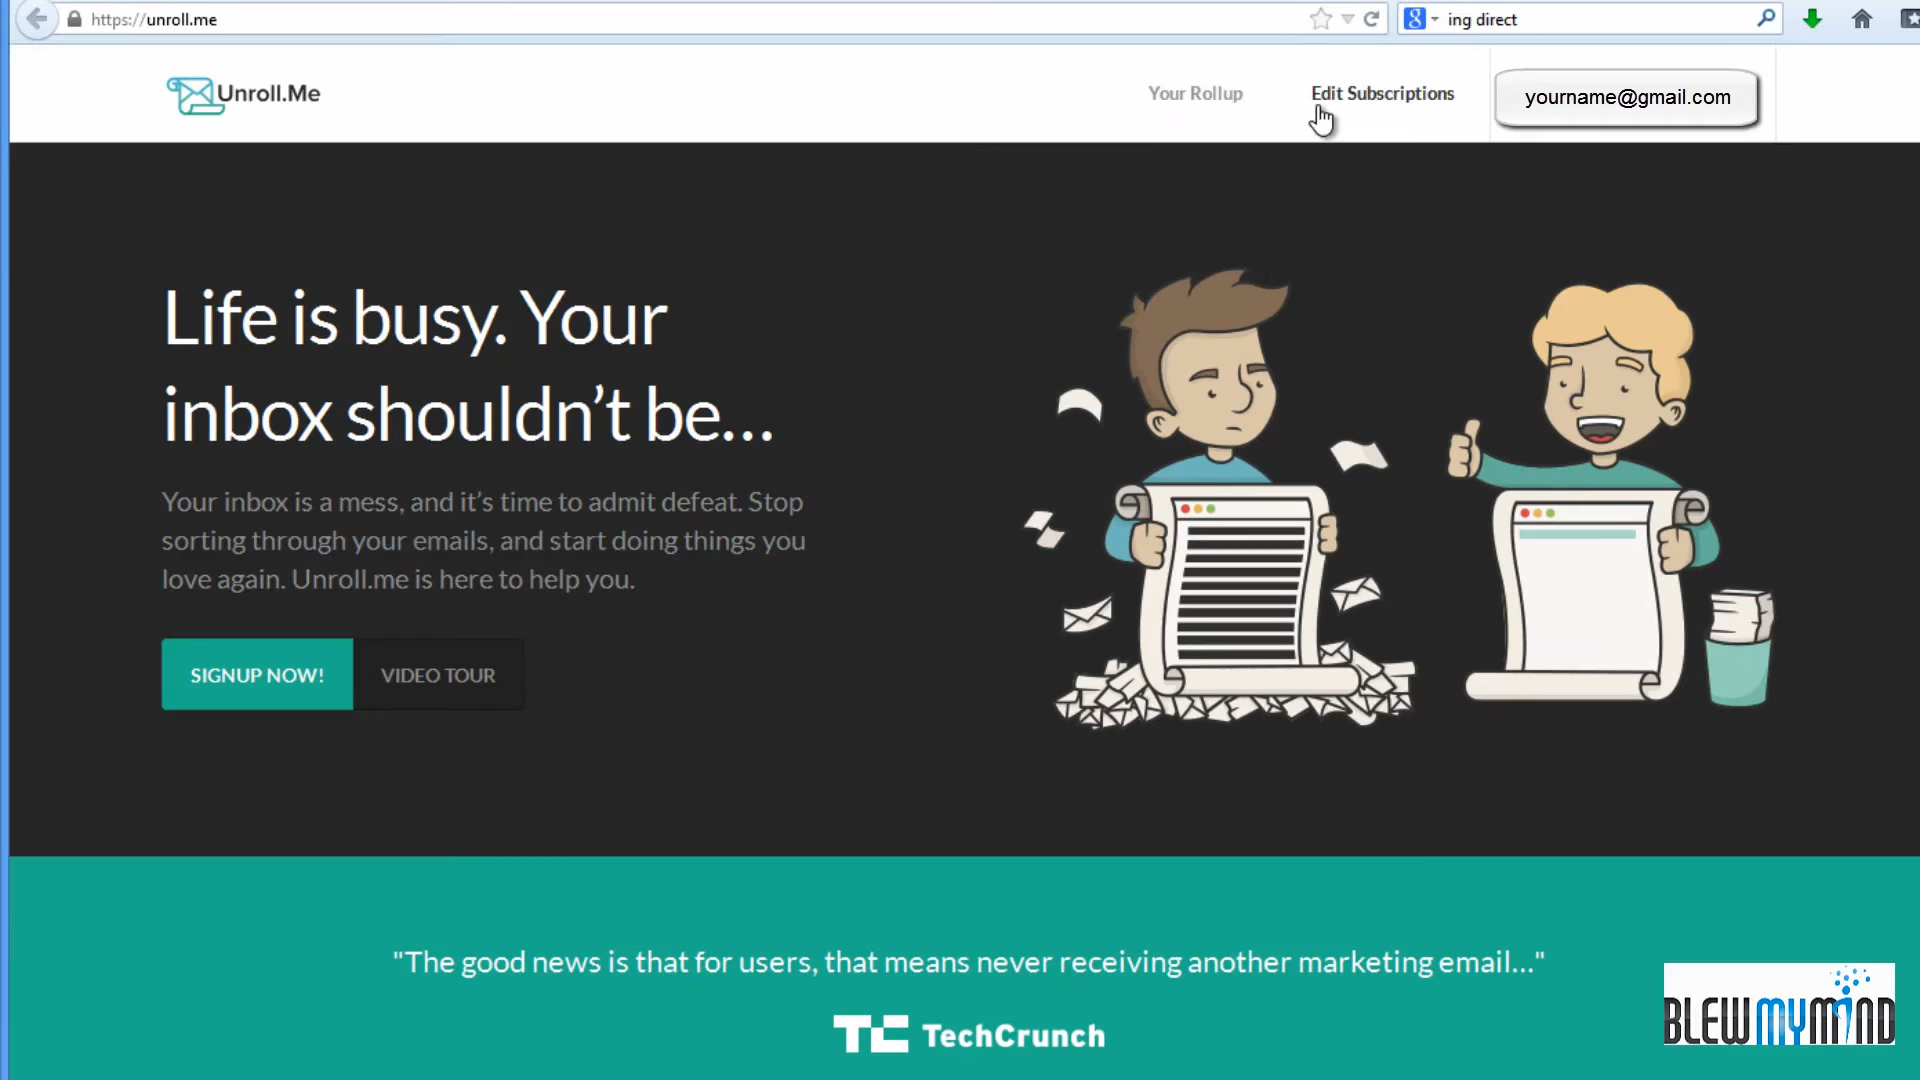 https://unroll.me
ing direct
Unroll.Me
Your Rollup
Edit Subscriptions
yourname@gmail.com
Life is busy. Your
inbox shouldn't be...
Your inbox is a mess, and it's time to admit defeat. Stop
sorting through your emails, and start doing things you
love again. Unroll.me is here to help you.
SIGNUP NOW!
VIDEO TOUR
"The good news is that for users, that means never receiving another marketing email..."
TC TechCrunch
BLEWMYMIND